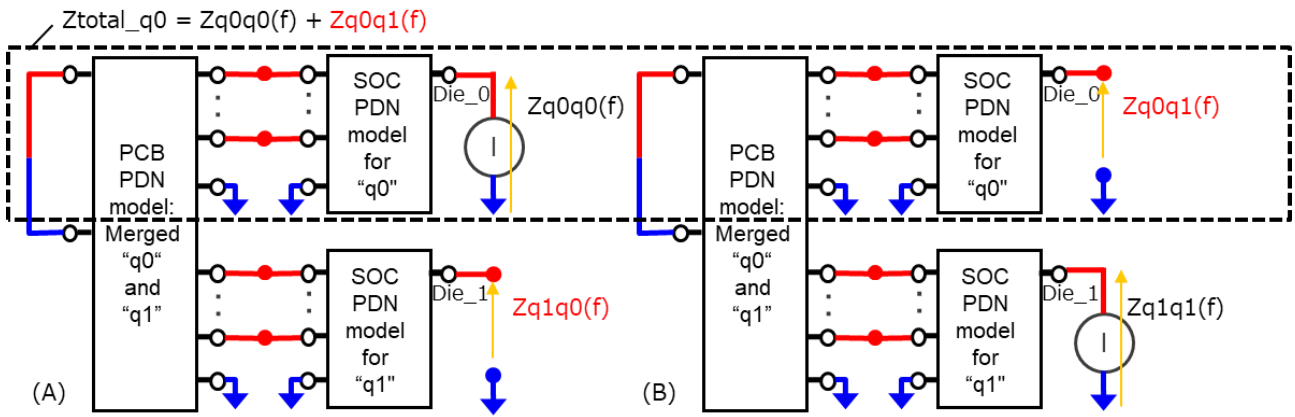 Ztotal_q0 = Zq0q0(f) + Zq0q1(f)
PCB
PDN
model:
Merged
“q0“
and
“q1”
SOC
PDN
model
for
“q0"
Die_0
I
Zq0q0(f)
SOC
PDN
model
for
“q1"
Die_1
Zq1q0(f)
(A)
PCB
PDN
model:
Merged
“q0“
and
“q1”
SOC
PDN
model
for
“q0"
Die_0
Zq0q1(f)
SOC
PDN
model
for
“q1"
Die_1
I
Zq1q1(f)
(B)